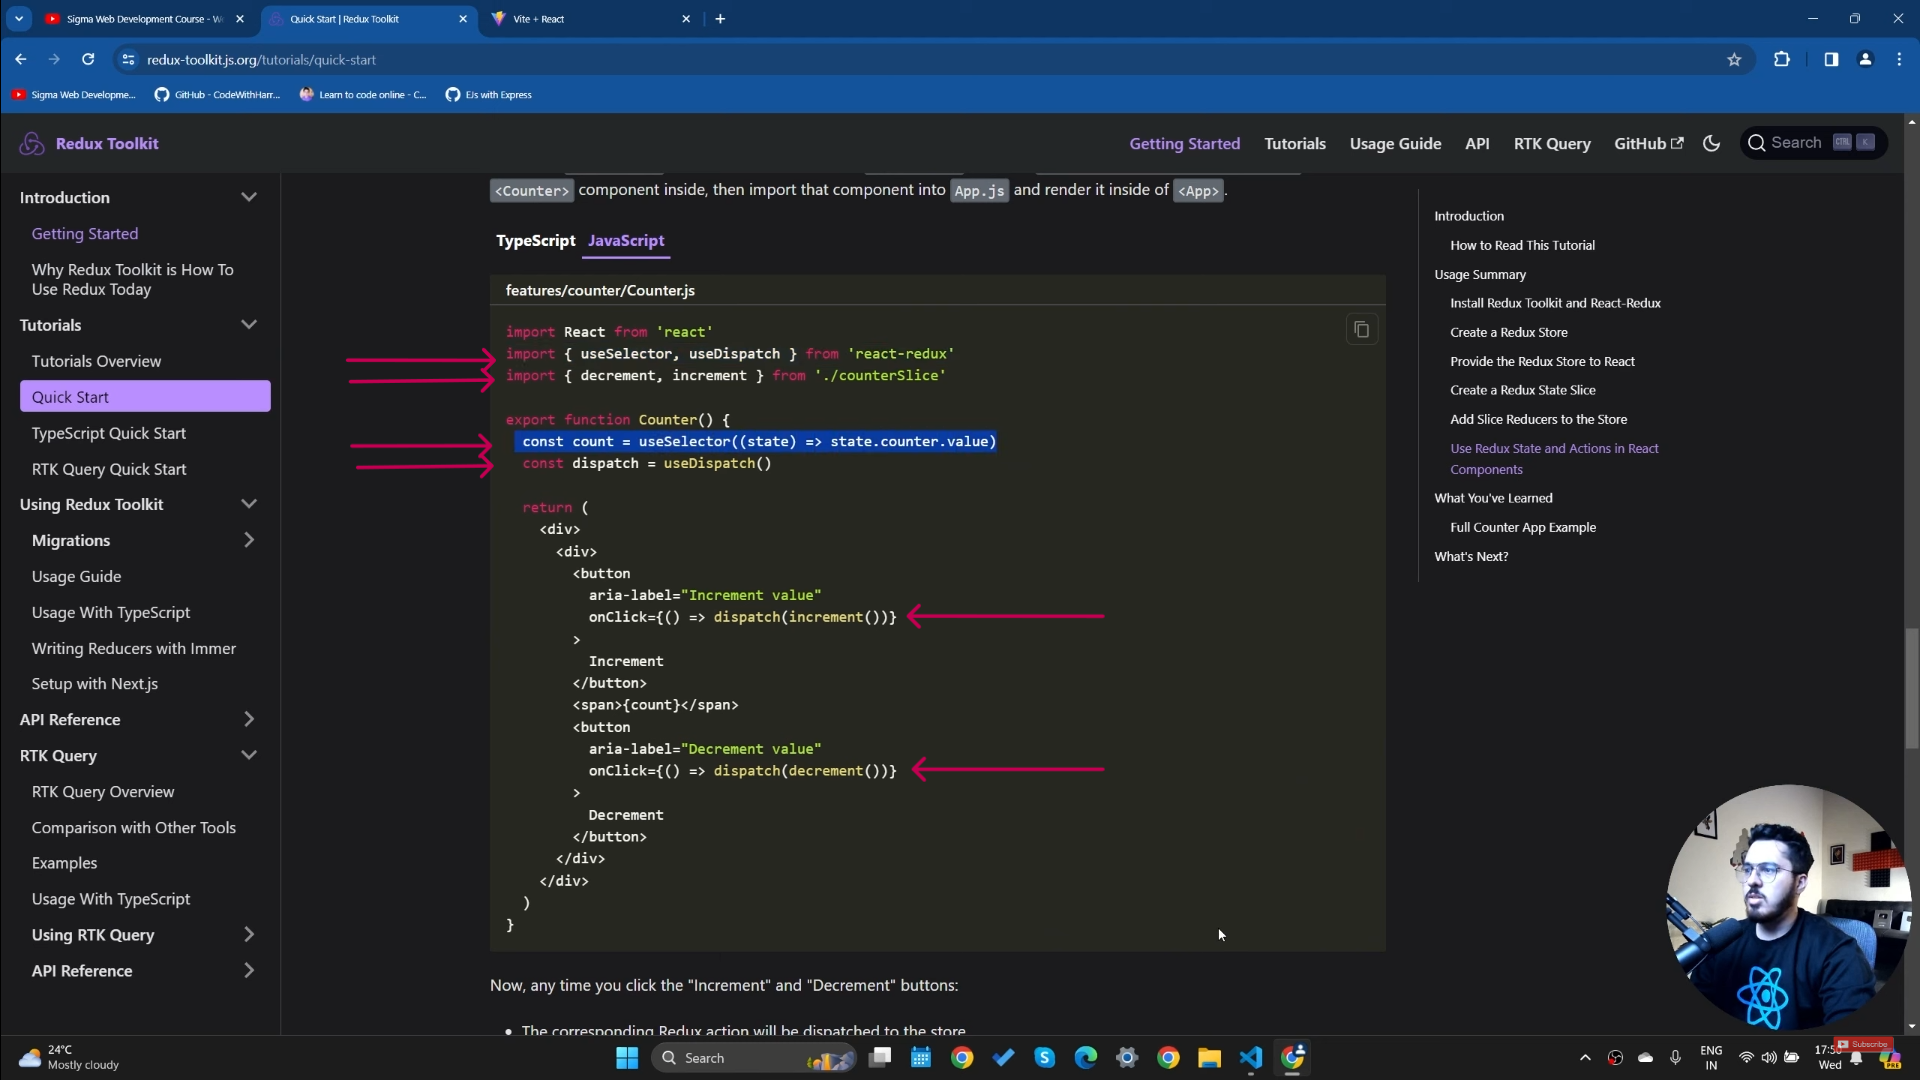 Sigma Web Development Course - W
Quick Start | Redux Toolkit
Vite + React
redux-toolkit.js.org/tutorials/quick-start
Sigma Web Developme...
GitHub - CodeWithHarr...
Learn to code online - C...
EJs with Express
Redux Toolkit
Getting Started
Tutorials
Usage Guide
API
RTK Query
GitHub
Search
CTRL
K
Introduction
Getting Started
Why Redux Toolkit is How To
Use Redux Today
Tutorials
Tutorials Overview
Quick Start
TypeScript Quick Start
RTK Query Quick Start
Using Redux Toolkit
Migrations
Usage Guide
Usage With TypeScript
Writing Reducers with Immer
Setup with Next.js
API Reference
RTK Query
RTK Query Overview
Comparison with Other Tools
Examples
Usage With TypeScript
Using RTK Query
API Reference
<Counter> component inside, then import that component into App.js and render it inside of <App>.
TypeScript JavaScript
features/counter/Counter.js
import React from 'react'
import { useSelector, useDispatch } from 'react-redux'
import { decrement, increment } from './counterSlice'
export function Counter() {
const count = useSelector((state) => state.counter.value)
const dispatch = useDispatch()
return (
<div>
<div>
<button
aria-label="Increment value"
onClick={() => dispatch(increment())}
>
Increment
</button>
<span>{count}</span>
<button
aria-label="Decrement value"
onClick={() => dispatch(decrement())}
>
Decrement
</button>
</div>
</div>
)
}
Now, any time you click the "Increment" and "Decrement" buttons:
• The corresponding Redux action will be dispatched to the store
Introduction
How to Read This Tutorial
Usage Summary
Install Redux Toolkit and React-Redux
Create a Redux Store
Provide the Redux Store to React
Create a Redux State Slice
Add Slice Reducers to the Store
Use Redux State and Actions in React
Components
What You've Learned
Full Counter App Example
What's Next?
Subscribe
24°C
Mostly cloudy
Search
ENG
IN
Wed
PRE